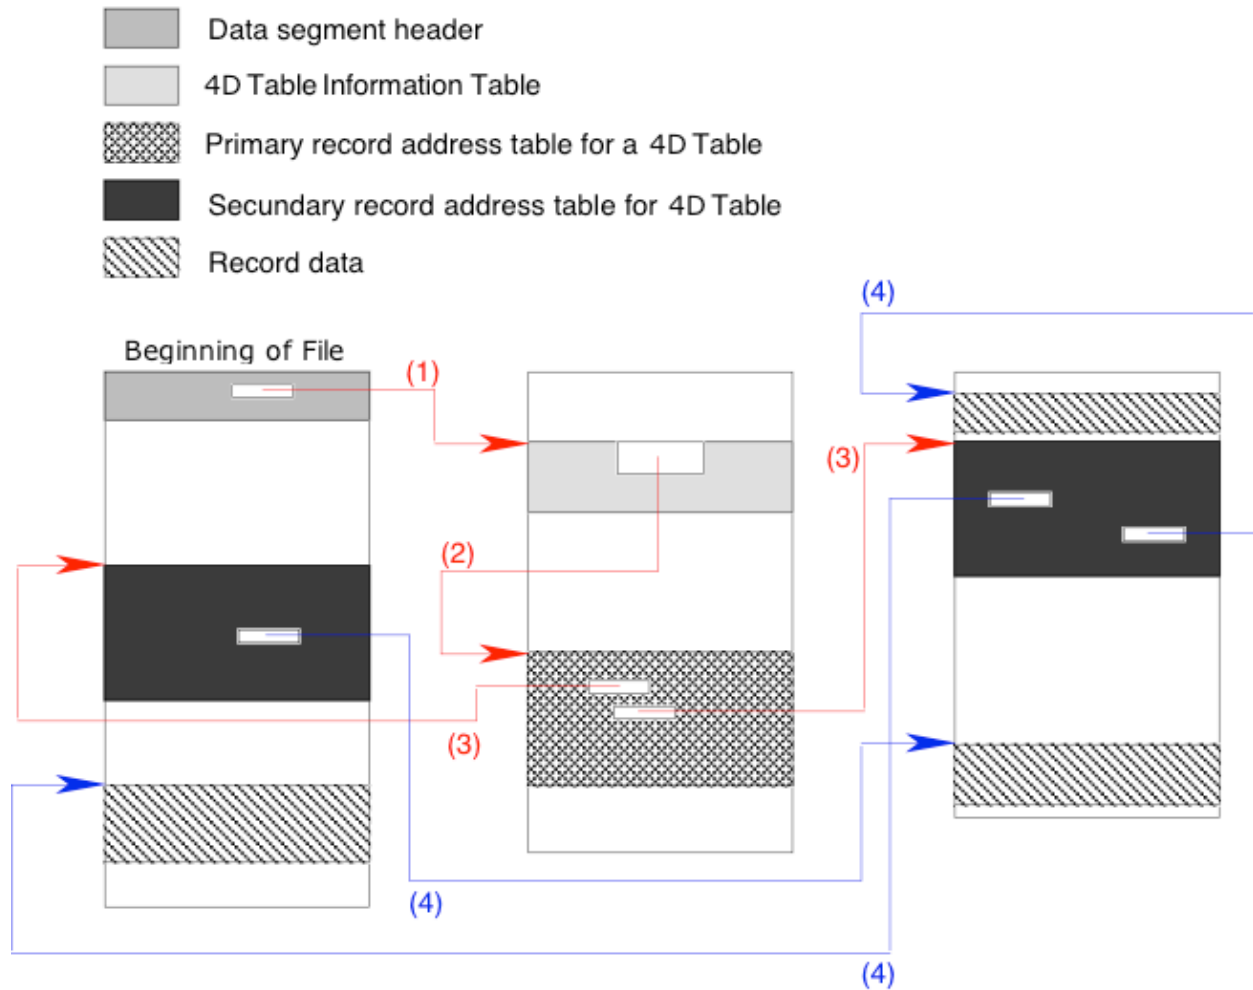 Data segment header
4D Table Information Table
Primary record address table for a 4D Table
Secundary record address table for 4D Table
Record data
(4)
Beginning of File
(1)
(3)
(2)
(3)
(4)
(4)